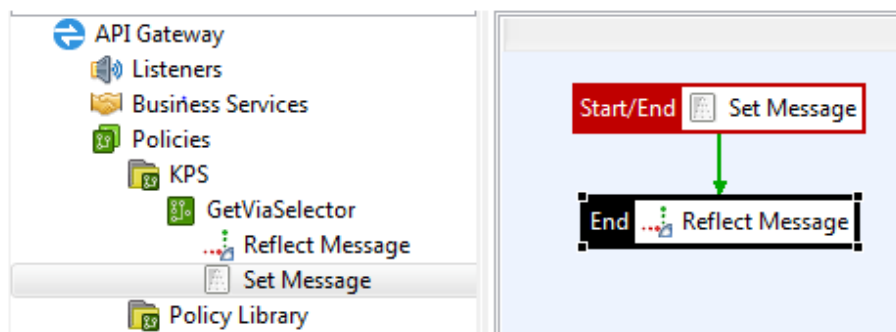 API Gateway
Listeners
Business Services
Policies
KPS
GetViaSelector
Reflect Message
Set Message
Policy Library
Start/End Set Message
End Reflect Message